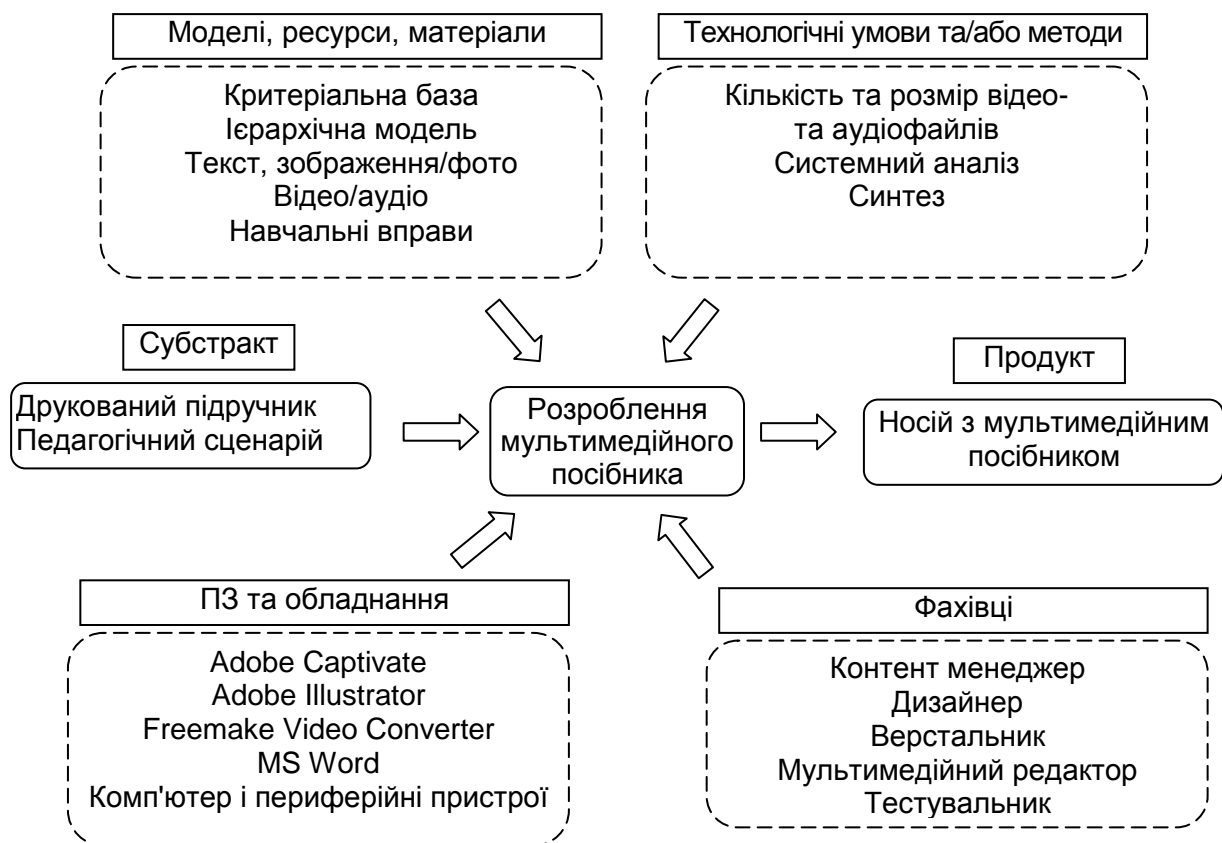 Моделі, ресурси, матеріали
Критеріальна база
Ієрархічна модель
Текст, зображення/фото
Відео/аудіо
Навчальні вправи
Технологічні умови та/або методи
Кількість та розмір відео-
та аудіофайлів
Системний аналіз
Синтез
Субстракт
Друкований підручник
Педагогічний сценарій
Розроблення
мультимедійного
посібника
Продукт
Носій з мультимедійним
посібником
ПЗ та обладнання
Adobe Captivate
Adobe Illustrator
Freemake Video Converter
MS Word
Комп'ютер і периферійні пристрої
Фахівці
Контент менеджер
Дизайнер
Верстальник
Мультимедійний редактор
Тестувальник